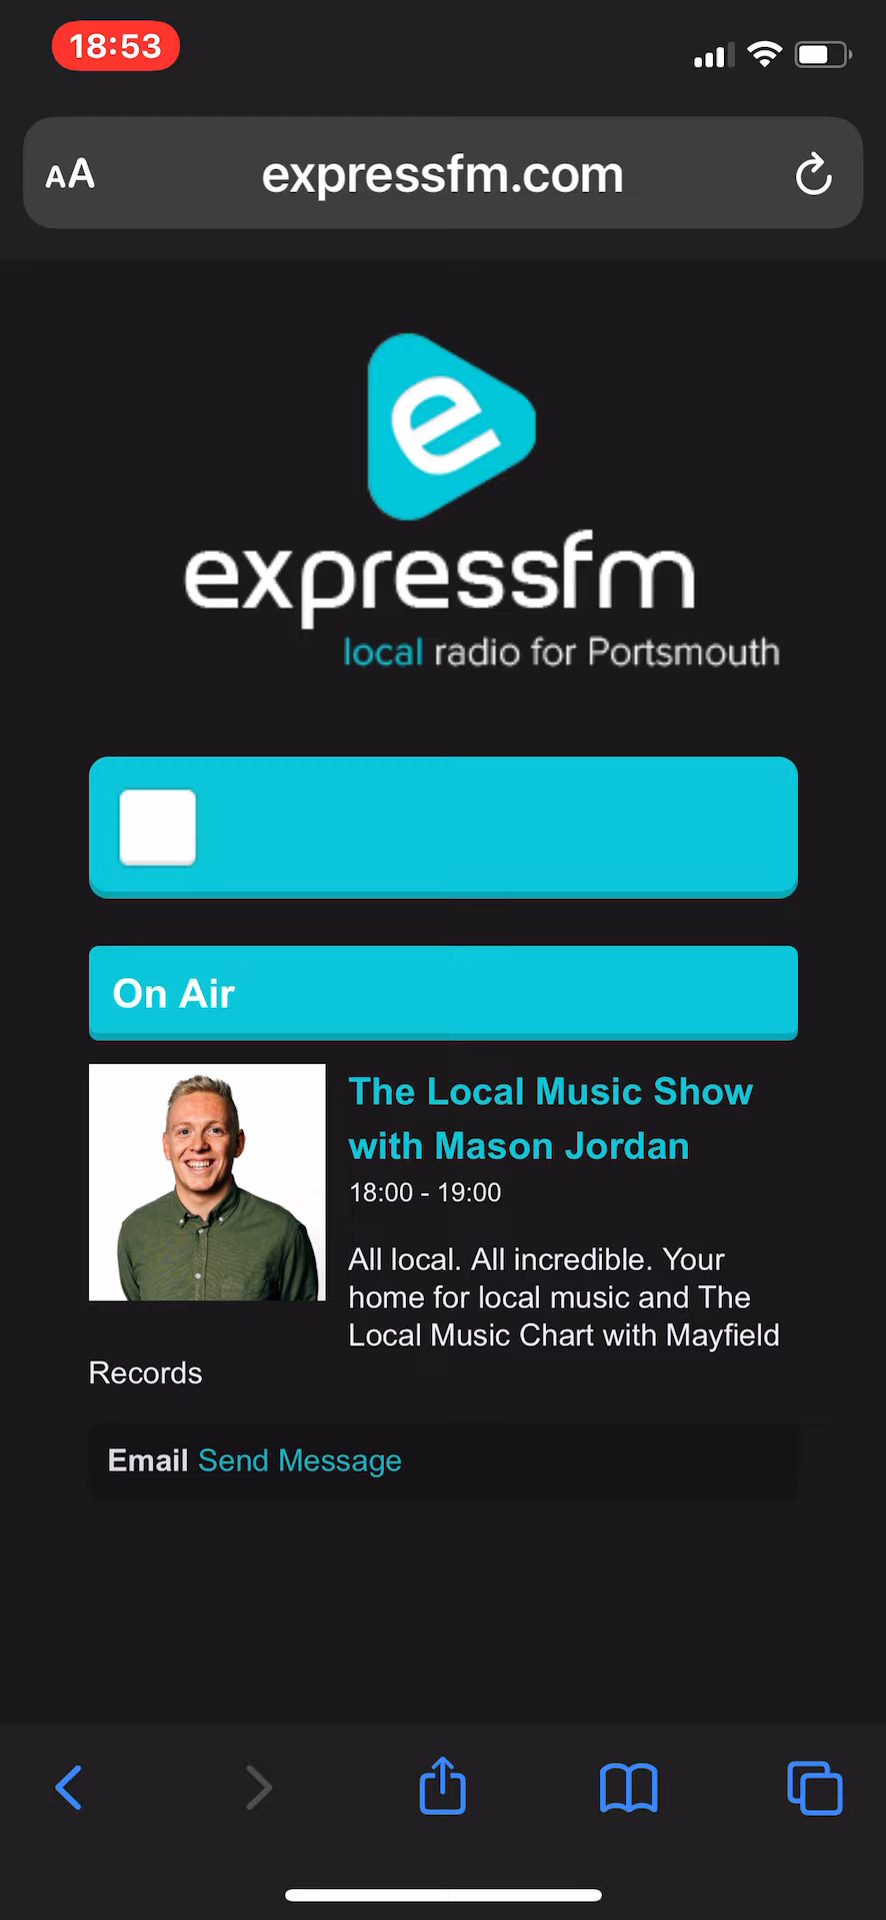 18:53
AA
expressfm.com
e
expressfm
local radio for Portsmouth
On Air
The Local Music Show
with Mason Jordan
18:00 - 19:00
All local. All incredible. Your
home for local music and The
Local Music Chart with Mayfield
Records
Email Send Message